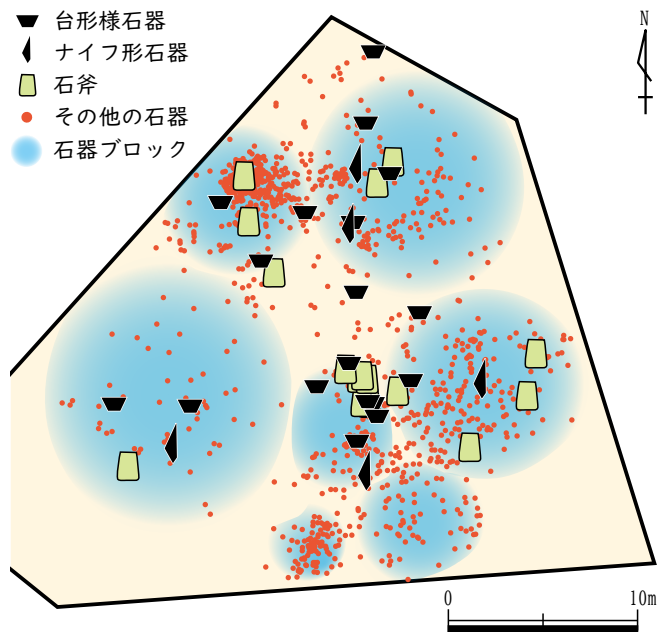 台形様石器
ナイフ形石器
石斧
その他の石器
石器ブロック
N
0 10m